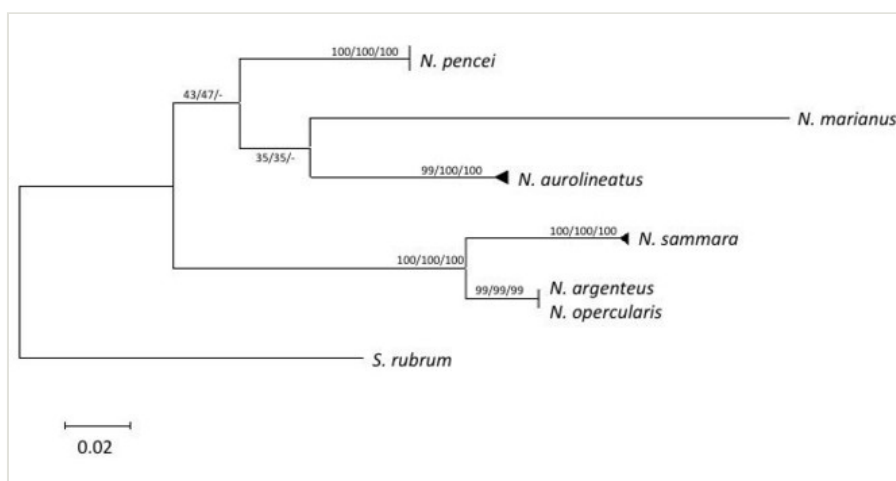 100/100/100
N. pencei
43/47/-
N. marianus
35/35/-
99/100/100
N. aurolineatus
100/100/100
N. sammara
100/100/100
99/99/99
N. argenteus
N. opercularis
S. rubrum
0.02